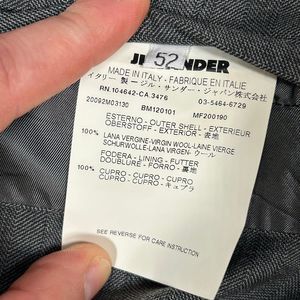 JIL SANDER
52
MADE IN ITALY - FABRIQUE EN ITALIE
イタリー製 ージル・サンダー・ジャパン株式会社
RN.104642-CA.3476 03-5464-6729
20092M03130 BM120101 MF200190
ESTERNO - OUTER SHELL - EXTERIEUR
OBERSTOFF - EXTERIOR - 表地
100% LANA VERGINE-VIRGIN WOOL-LAINE VIERGE
SCHURWOLLE-LANA VIRGEN-ウール
FODERA - LINING - FUTTER
DOUBLURE - FORRO - 裏地
100% CUPRO - CUPRO - CUPRO
CUPRO - CUPRO - キュプラ
SEE REVERSE FOR CARE INSTRUCTION